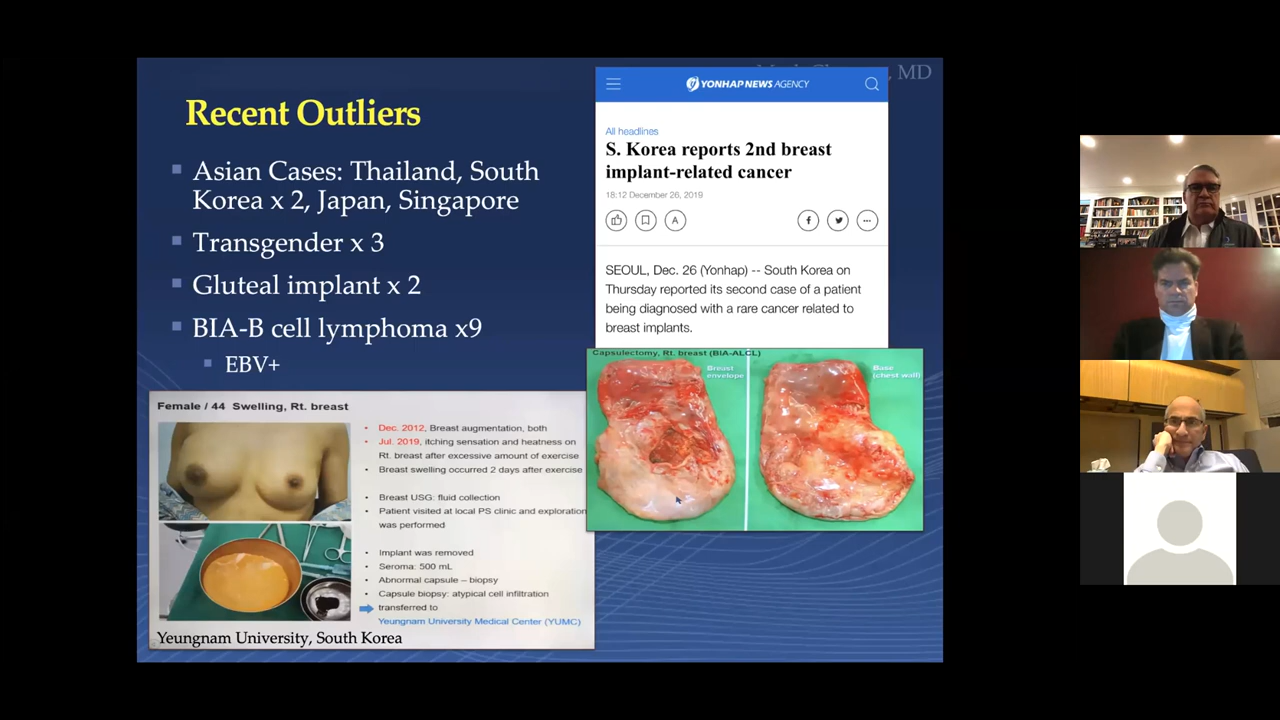 , MD
Recent Outliers
Asian Cases: Thailand, South
Korea x 2, Japan, Singapore
Transgender x 3
Gluteal implant x 2
BIA-B cell lymphoma x9
EBV+
YONHAP NEWS AGENCY
All headlines
S. Korea reports 2nd breast
implant-related cancer
18:12 December 26, 2019
A
SEOUL, Dec. 26 (Yonhap) -- South Korea on
Thursday reported its second case of a patient
being diagnosed with a rare cancer related to
breast implants.
Capsulectomy, Rt. breast (BIA-ALCL)
Breast
envelope
Base
(chest wall)
Female / 44 Swelling, Rt. breast
Dec. 2012, Breast augmentation, both
Jul. 2019, itching sensation and heatness on
Rt. breast after excessive amount of exercise
Breast swelling occurred 2 days after exercise
Breast USG: fluid collection
Patient visited at local PS clinic and exploration
was performed
Implant was removed
Seroma: 500 mL
Abnormal capsule – biopsy
Capsule biopsy: atypical cell infiltration
transferred to
Yeungnam University Medical Center (YUMC)
Yeungnam University, South Korea